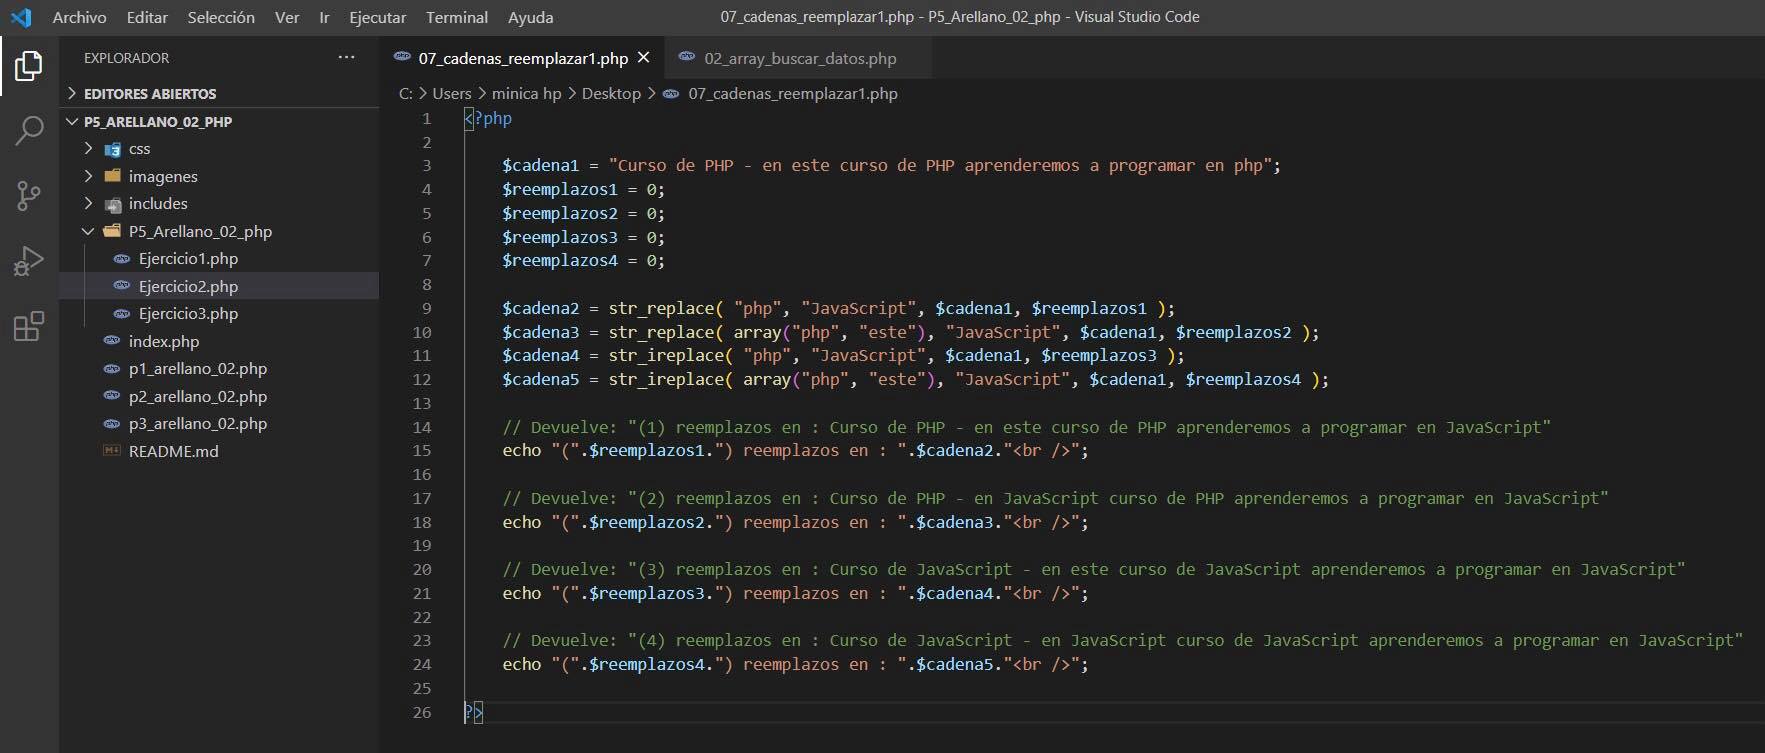 Archivo Editar Selección Ver Ir Ejecutar Terminal Ayuda 07_cadenas_reemplazar1.php - P5_Arellano_02_php - Visual Studio Code
EXPLORADOR ···
EDITORES ABIERTOS
P5_ARELLANO_02_PHP
css
imagenes
includes
P5_Arellano_02_php
Ejercicio1.php
Ejercicio2.php
Ejercicio3.php
index.php
p1_arellano_02.php
p2_arellano_02.php
p3_arellano_02.php
README.md
07_cadenas_reemplazar1.php 02_array_buscar_datos.php
C: > Users > minica hp > Desktop > 07_cadenas_reemplazar1.php
1 <?php
2
3 $cadena1 = "Curso de PHP - en este curso de PHP aprenderemos a programar en php";
4 $reemplazos1 = 0;
5 $reemplazos2 = 0;
6 $reemplazos3 = 0;
7 $reemplazos4 = 0;
8
9 $cadena2 = str_replace( "php", "JavaScript", $cadena1, $reemplazos1 );
10 $cadena3 = str_replace( array("php", "este"), "JavaScript", $cadena1, $reemplazos2 );
11 $cadena4 = str_ireplace( "php", "JavaScript", $cadena1, $reemplazos3 );
12 $cadena5 = str_ireplace( array("php", "este"), "JavaScript", $cadena1, $reemplazos4 );
13
14 // Devuelve: "(1) reemplazos en : Curso de PHP - en este curso de PHP aprenderemos a programar en JavaScript"
15 echo "(".$reemplazos1.") reemplazos en : ".$cadena2."<br />";
16
17 // Devuelve: "(2) reemplazos en : Curso de PHP - en JavaScript curso de PHP aprenderemos a programar en JavaScript"
18 echo "(".$reemplazos2.") reemplazos en : ".$cadena3."<br />";
19
20 // Devuelve: "(3) reemplazos en : Curso de JavaScript - en este curso de JavaScript aprenderemos a programar en JavaScript"
21 echo "(".$reemplazos3.") reemplazos en : ".$cadena4."<br />";
22
23 // Devuelve: "(4) reemplazos en : Curso de JavaScript - en JavaScript curso de JavaScript aprenderemos a programar en JavaScript"
24 echo "(".$reemplazos4.") reemplazos en : ".$cadena5."<br />";
25
26 ?>